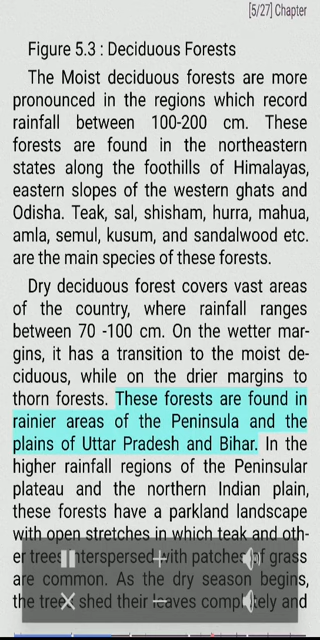 [5/27] Chapter
Figure 5.3 : Deciduous Forests
The Moist deciduous forests are more
pronounced in the regions which record
rainfall between 100-200 cm. These
forests are found in the northeastern
states along the foothills of Himalayas,
eastern slopes of the western ghats and
Odisha. Teak, sal, shisham, hurra, mahua,
amla, semul, kusum, and sandalwood etc.
are the main species of these forests.
Dry deciduous forest covers vast areas
of the country, where rainfall ranges
between 70 -100 cm. On the wetter mar-
gins, it has a transition to the moist de-
ciduous, while on the drier margins to
thorn forests. These forests are found in
rainier areas of the Peninsula and the
plains of Uttar Pradesh and Bihar. In the
higher rainfall regions of the Peninsular
plateau and the northern Indian plain,
these forests have a parkland landscape
with open stretches in which teak and oth-
er trees interspersed with patches of grass
are common. As the dry season begins,
the trees shed their leaves completely and